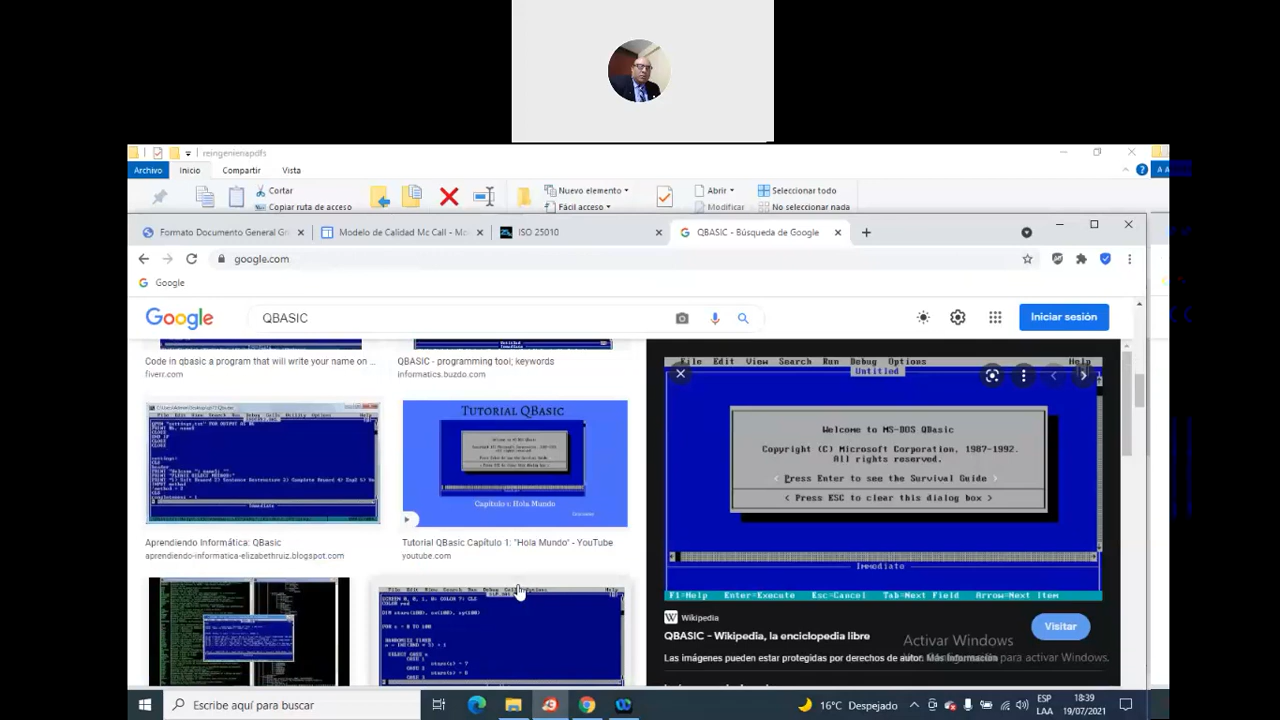 reingenieriapdfs
Archivo Inicio Compartir Vista
Cortar
Copiar ruta de acceso
Nuevo elemento
Fácil acceso
Abrir
Modificar
Seleccionar todo
No seleccionar nada
Formato Documento General Gr
Modelo de Calidad Mc Call - Mo
ISO 25010
QBASIC - Búsqueda de Google
google.com
Google
Google
QBASIC
Iniciar sesión
Code in qbasic a program that will write your name on ...
fiverr.com
QBASIC - programming tool; keywords
informatics.buzdo.com
TUTORIAL QBASIC
Capítulo 1: Hola Mundo
Aprendiendo Informática: QBasic
aprendiendo-informatica-elizabethruiz.blogspot.com
Tutorial QBasic Capítulo 1: "Hola Mundo" - YouTube
youtube.com
File Edit View Search Run Debug Options Help
Untitled
Welcome to MS-DOS QBasic
Copyright (C) Microsoft Corporation, 1987-1992.
All rights reserved.
< Press Enter to see the Survival Guide >
< Press ESC to clear this dialog box >
Immediate
F1=Help Enter=Execute Esc=Cancel Tab=Next Field Arrow=Next Item
Wikipedia
QBASIC - Wikipedia, la enciclopedia libre
Visitar
Las imágenes pueden estar protegidas por derechos de autor. Más información
Activar Windows
para activar Windows.
Escribe aquí para buscar
16°C Despejado
ESP
LAA
18:39
19/07/2021